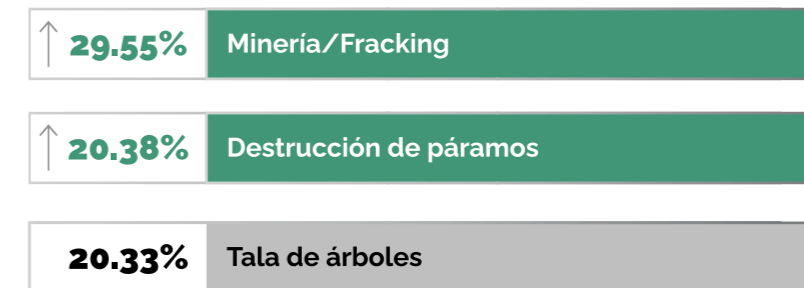 29.55% Minería/Fracking
20.38% Destrucción de páramos
20.33% Tala de árboles